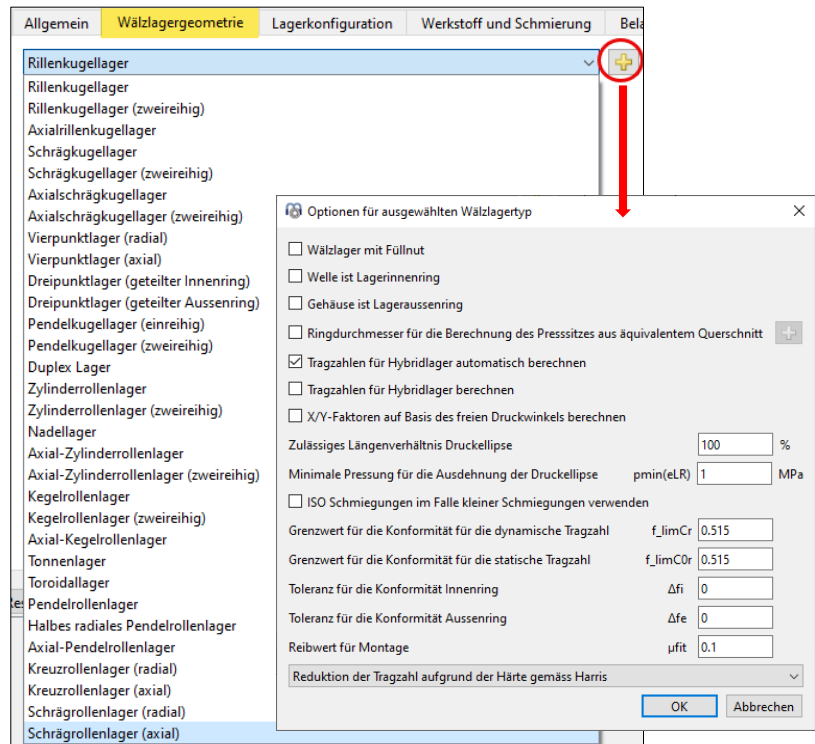 Allgemein Wälzlagergeometrie Lagerkonfiguration Werkstoff und Schmierung Bela
Rillenkugellager
Rillenkugellager
Rillenkugellager (zweireihig)
Axialrillenkugellager
Schrägkugellager
Schrägkugellager (zweireihig)
Axialschrägkugellager
Axialschrägkugellager (zweireihig)
Vierpunktlager (radial)
Vierpunktlager (axial)
Dreipunktlager (geteilter Innenring)
Dreipunktlager (geteilter Aussenring)
Pendelkugellager (einreihig)
Pendelkugellager (zweireihig)
Duplex Lager
Zylinderrollenlager
Zylinderrollenlager (zweireihig)
Nadellager
Axial-Zylinderrollenlager
Axial-Zylinderrollenlager (zweireihig)
Kegelrollenlager
Kegelrollenlager (zweireihig)
Axial-Kegelrollenlager
Tonnenlager
Toroidallager
Pendelrollenlager
Halbes radiales Pendelrollenlager
Axial-Pendelrollenlager
Kreuzrollenlager (radial)
Kreuzrollenlager (axial)
Schrägrollenlager (radial)
Schrägrollenlager (axial)
Optionen für ausgewählten Wälzlagertyp
Wälzlager mit Füllnut
Welle ist Lagerinnenring
Gehäuse ist Lageraussenring
Ringdurchmesser für die Berechnung des Presssitzes aus äquivalentem Querschnitt
Tragzahlen für Hybridlager automatisch berechnen
Tragzahlen für Hybridlager berechnen
X/Y-Faktoren auf Basis des freien Druckwinkels berechnen
Zulässiges Längenverhältnis Druckellipse 100 %
Minimale Pressung für die Ausdehnung der Druckellipse pmin(eLR) 1 MPa
ISO Schmiegungen im Falle kleiner Schmiegungen verwenden
Grenzwert für die Konformität für die dynamische Tragzahl f_limCr 0.515
Grenzwert für die Konformität für die statische Tragzahl f_limC0r 0.515
Toleranz für die Konformität Innenring Δfi 0
Toleranz für die Konformität Aussenring Δfe 0
Reibwert für Montage µfit 0.1
Reduktion der Tragzahl aufgrund der Härte gemäss Harris
OK Abbrechen